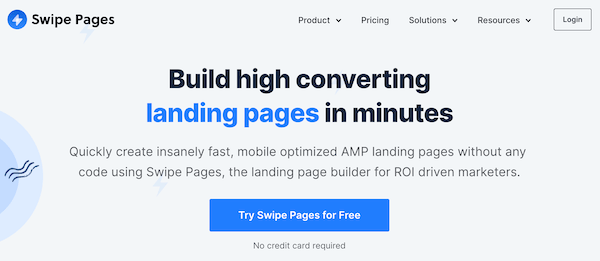 Swipe Pages
Product
Pricing
Solutions
Resources
Login
Build high converting
landing pages in minutes
Quickly create insanely fast, mobile optimized AMP landing pages without any
code using Swipe Pages, the landing page builder for ROI driven marketers.
Try Swipe Pages for Free
No credit card required